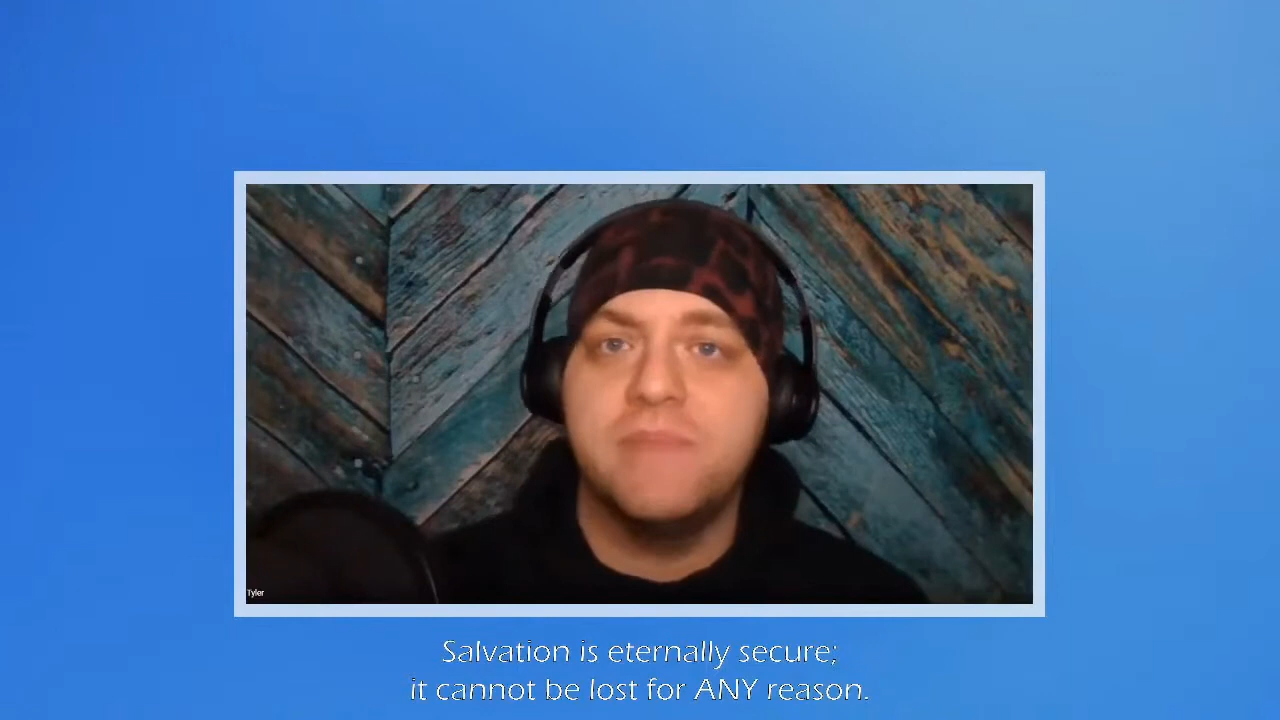 Tyler
Salvation is eternally secure;
it cannot be lost for ANY reason.